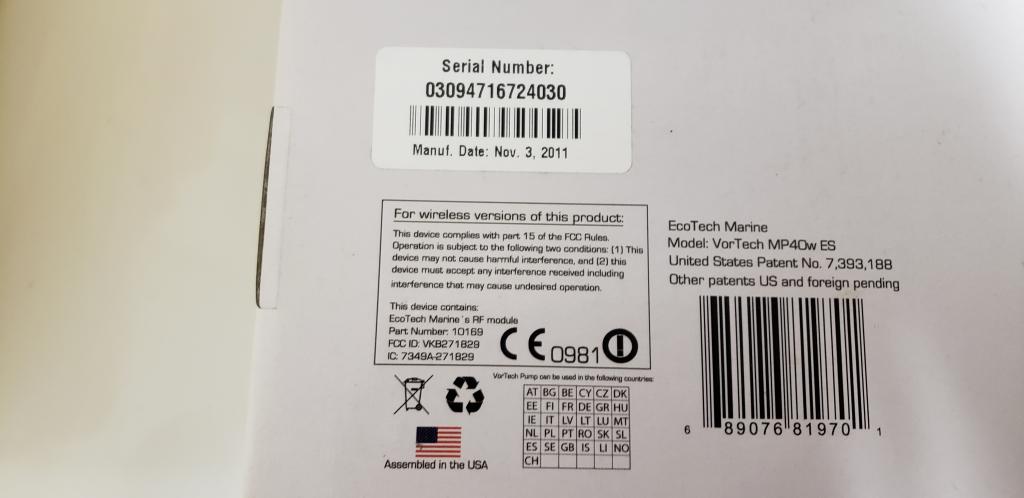 Serial Number:
03094716724030
Manuf. Date: Nov. 3, 2011
For wireless versions of this product:
This device complies with part 15 of the FCC Rules.
Operation is subject to the following two conditions: (1) This
device may not cause harmful interference, and (2) this
device must accept any interference received including
interference that may cause undesired operation.
This device contains:
EcoTech Marine's RF module
Part Number: 10169
FCC ID: VKB271829
IC: 7349A-271829
CE 0981
EcoTech Marine
Model: VorTech MP40w ES
United States Patent No. 7,393,188
Other patents US and foreign pending
6 89076 81970 1
VorTech Pump can be used in the following countries:
AT BG BE CY CZ DK
EE FI FR DE GR HU
IE IT LV LT LU MT
NL PL PT RO SK SL
ES SE GB IS LI NO
CH
Assembled in the USA